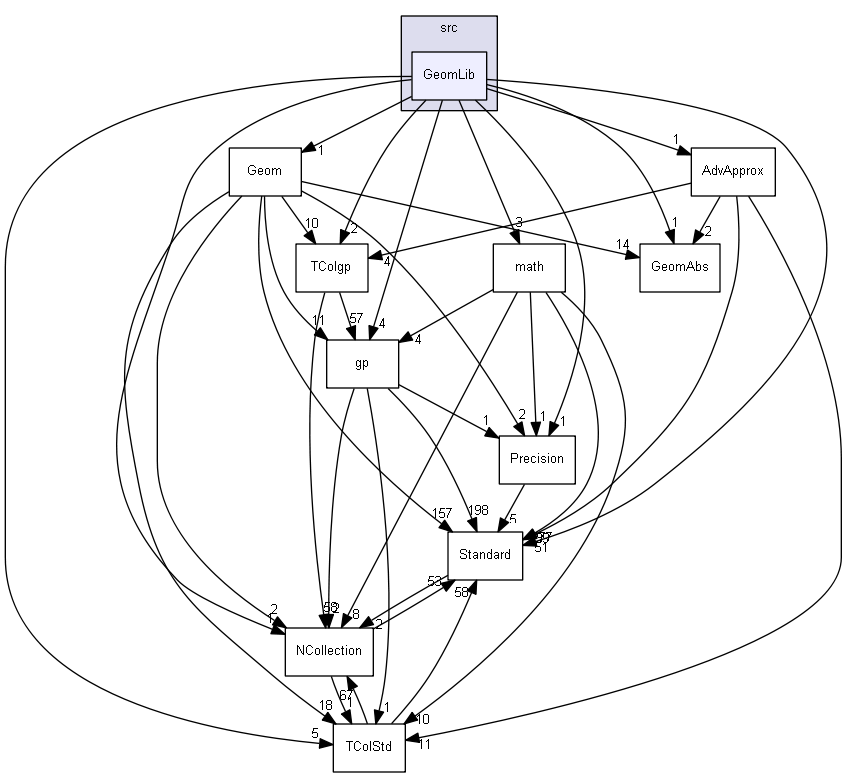 src
GeomLib
1
1
Geom
AdvApprox
10
2
3
1
2
4
14
TColgp
math
GeomAbs
11
57
4
4
gp
1
2
1
1
Precision
157
198
5
51
Standard
53
58
2
1
2
8
NCollection
67
1
18
1
10
5
11
TColStd